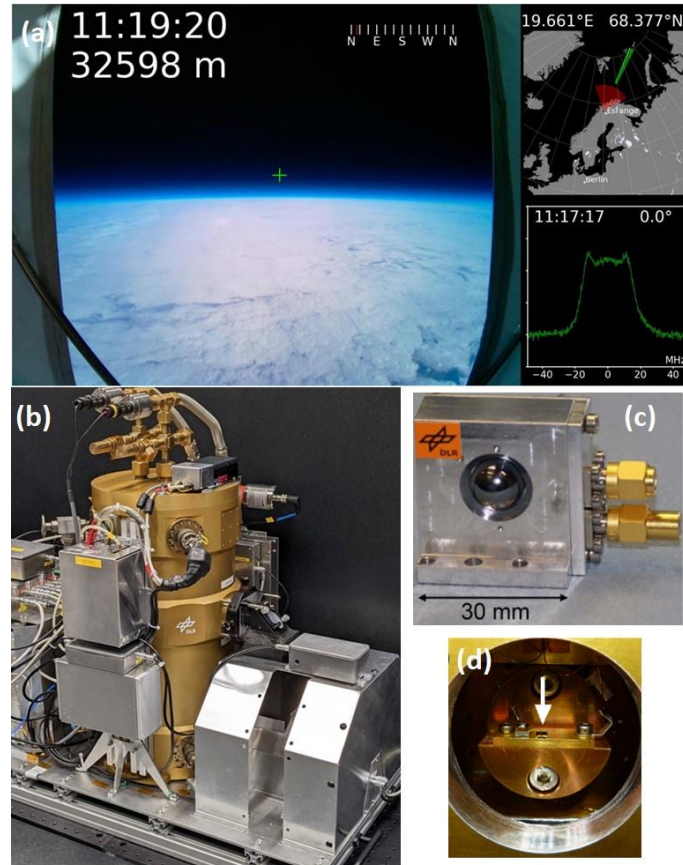 (a)
11:19:20
32598 m
N E S W N
19.661°E 68.377°N
Esrange
Berlin
11:17:17 0.0°
MHz
−40 −20 0 20 40
(b)
DLR
(c)
DLR
30 mm
(d)